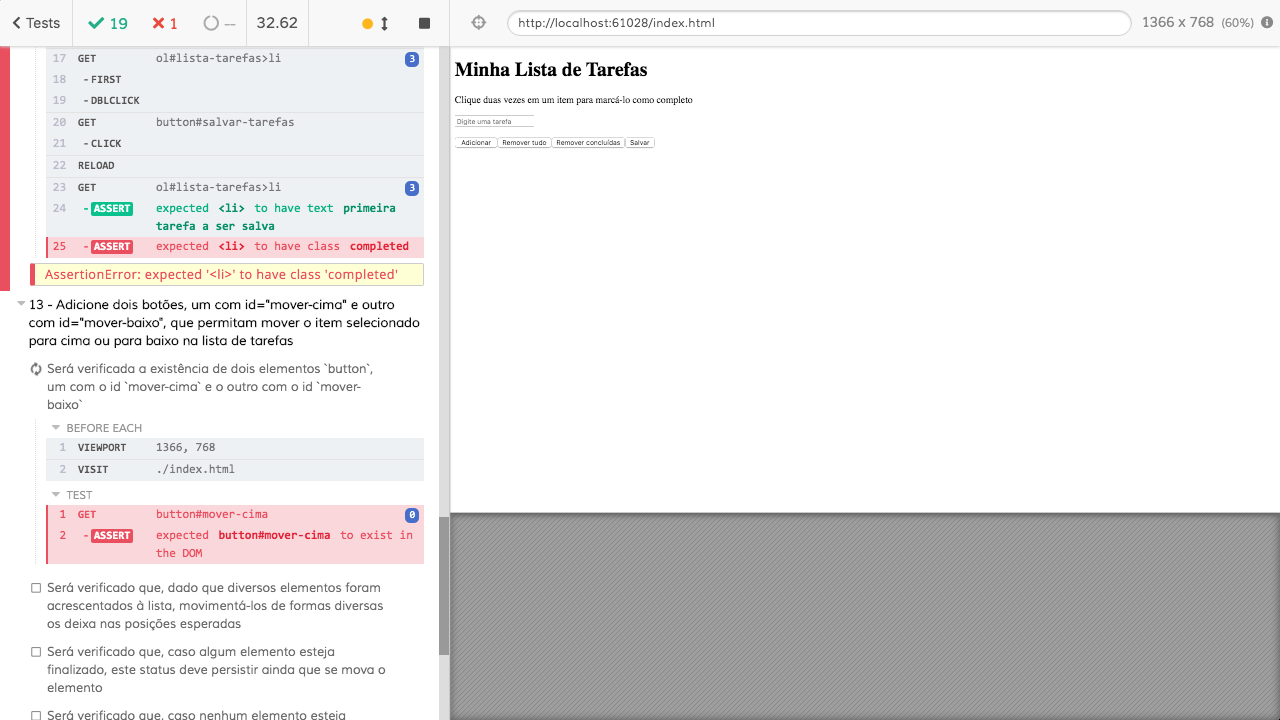 Tests
19
1
--
32.62
http://localhost:61028/index.html
1366 x 768 (60%)
17 GET ol#lista-tarefas>li 3
18 - FIRST
19 - DBLCLICK
20 GET button#salvar-tarefas
21 - CLICK
22 RELOAD
23 GET ol#lista-tarefas>li 3
24 - ASSERT expected <li> to have text primeira
tarefa a ser salva
25 - ASSERT expected <li> to have class completed
AssertionError: expected '<li>' to have class 'completed'
13 - Adicione dois botões, um com id="mover-cima" e outro
com id="mover-baixo", que permitam mover o item selecionado
para cima ou para baixo na lista de tarefas
Será verificada a existência de dois elementos `button`,
um com o id `mover-cima` e o outro com o id `mover-
baixo`
BEFORE EACH
1 VIEWPORT 1366, 768
2 VISIT ./index.html
TEST
1 GET button#mover-cima 0
2 - ASSERT expected button#mover-cima to exist in
the DOM
Será verificado que, dado que diversos elementos foram
acrescentados à lista, movimentá-los de formas diversas
os deixa nas posições esperadas
Será verificado que, caso algum elemento esteja
finalizado, este status deve persistir ainda que se mova o
elemento
Será verificado que, caso nenhum elemento esteja
Minha Lista de Tarefas
Clique duas vezes em um item para marcá-lo como completo
Digite uma tarefa
Adicionar Remover tudo Remover concluídas Salvar